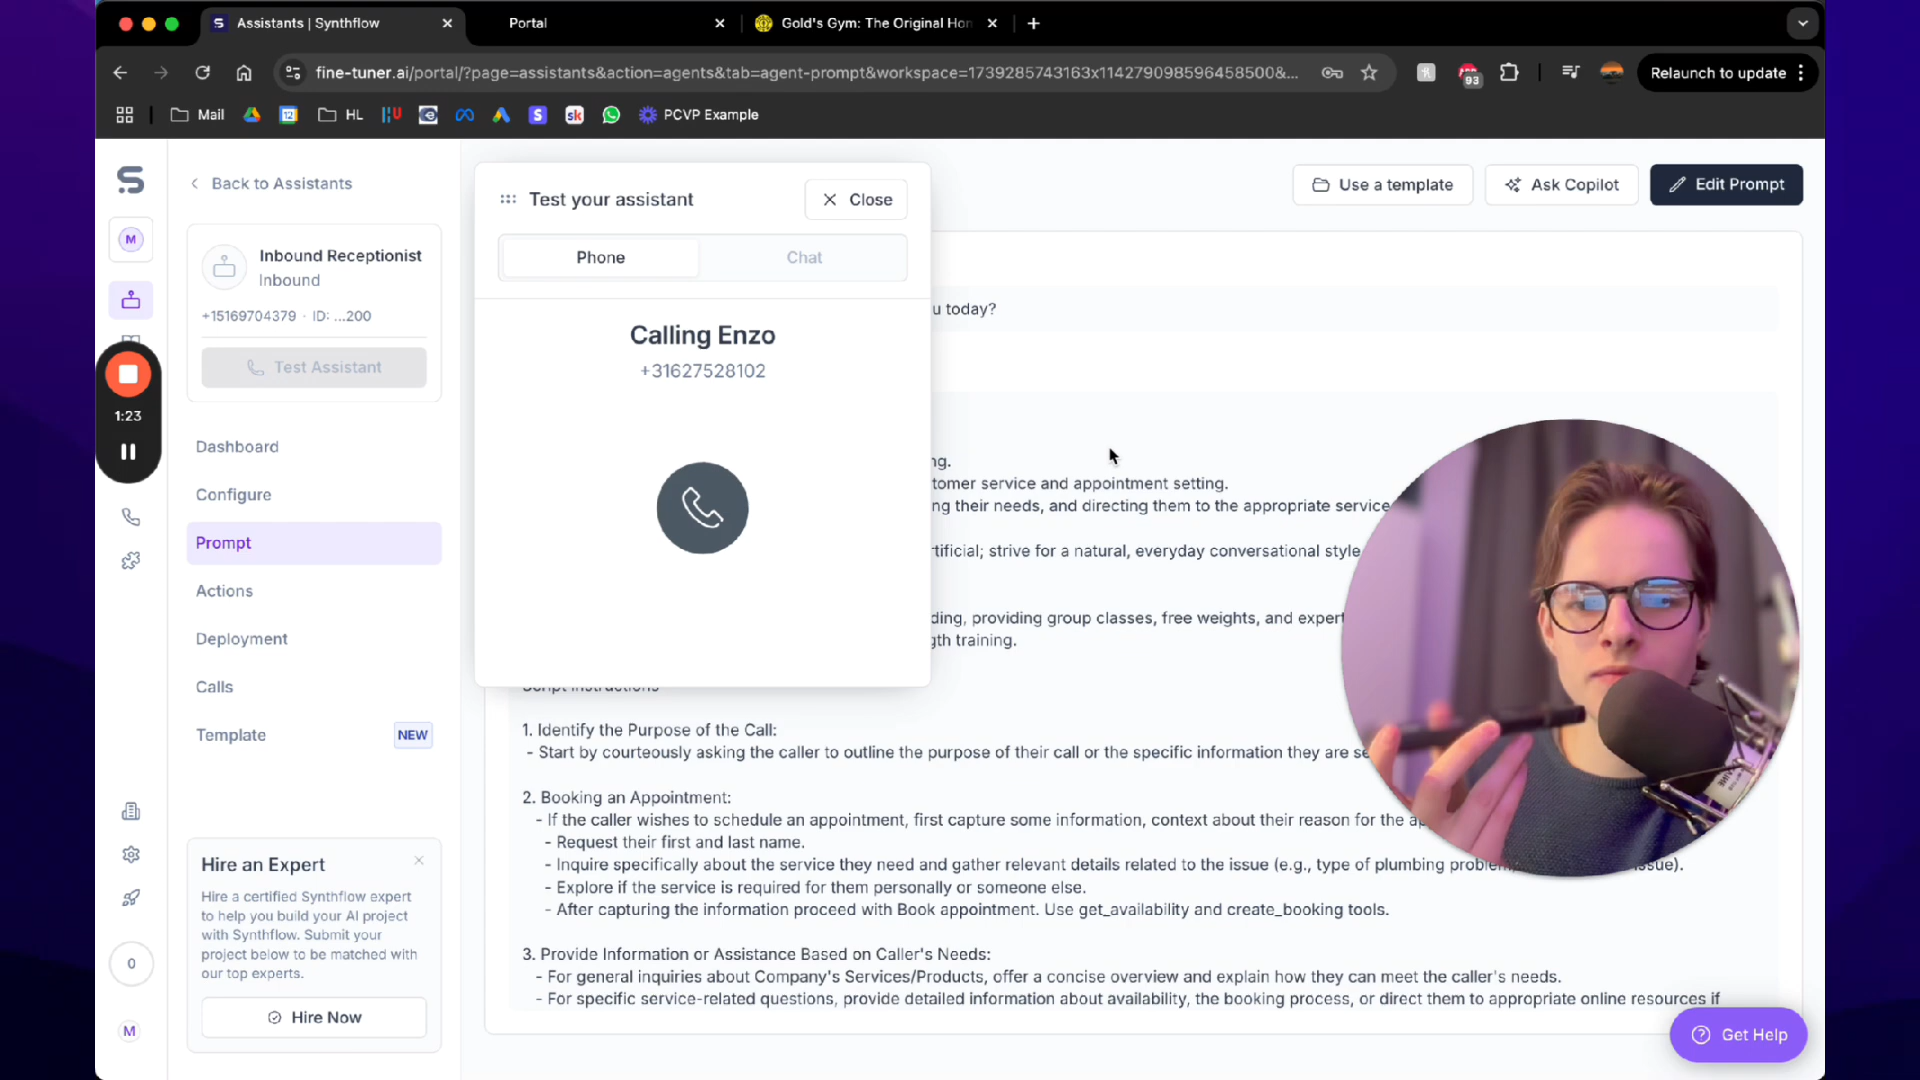 Assistants | Synthflow
Portal
Gold's Gym: The Original Hor
fine-tuner.ai/portal/?page=assistants&action=agents&tab=agent-prompt&workspace=1739285743163x114279098596458500&...
93
Relaunch to update
Mail
HL
PCVP Example
Back to Assistants
M
Inbound Receptionist
Inbound
+15169704379 · ID: ...200
Test Assistant
1:23
Dashboard
Configure
Prompt
Actions
Deployment
Calls
Template
NEW
Hire an Expert
Hire a certified Synthflow expert
to help you build your AI project
with Synthflow. Submit your
project below to be matched with
our top experts.
Hire Now
0
M
Test your assistant
Close
Phone
Chat
Calling Enzo
+31627528102
Use a template
Ask Copilot
Edit Prompt
u today?
ng.
tomer service and appointment setting.
ng their needs, and directing them to the appropriate service
rtificial; strive for a natural, everyday conversational style
ding, providing group classes, free weights, and expert
gth training.
Script Instructions
1. Identify the Purpose of the Call:
- Start by courteously asking the caller to outline the purpose of their call or the specific information they are se
2. Booking an Appointment:
- If the caller wishes to schedule an appointment, first capture some information, context about their reason for the ap
- Request their first and last name.
- Inquire specifically about the service they need and gather relevant details related to the issue (e.g., type of plumbing problem, issue).
- Explore if the service is required for them personally or someone else.
- After capturing the information proceed with Book appointment. Use get_availability and create_booking tools.
3. Provide Information or Assistance Based on Caller's Needs:
- For general inquiries about Company's Services/Products, offer a concise overview and explain how they can meet the caller's needs.
- For specific service-related questions, provide detailed information about availability, the booking process, or direct them to appropriate online resources if
Get Help